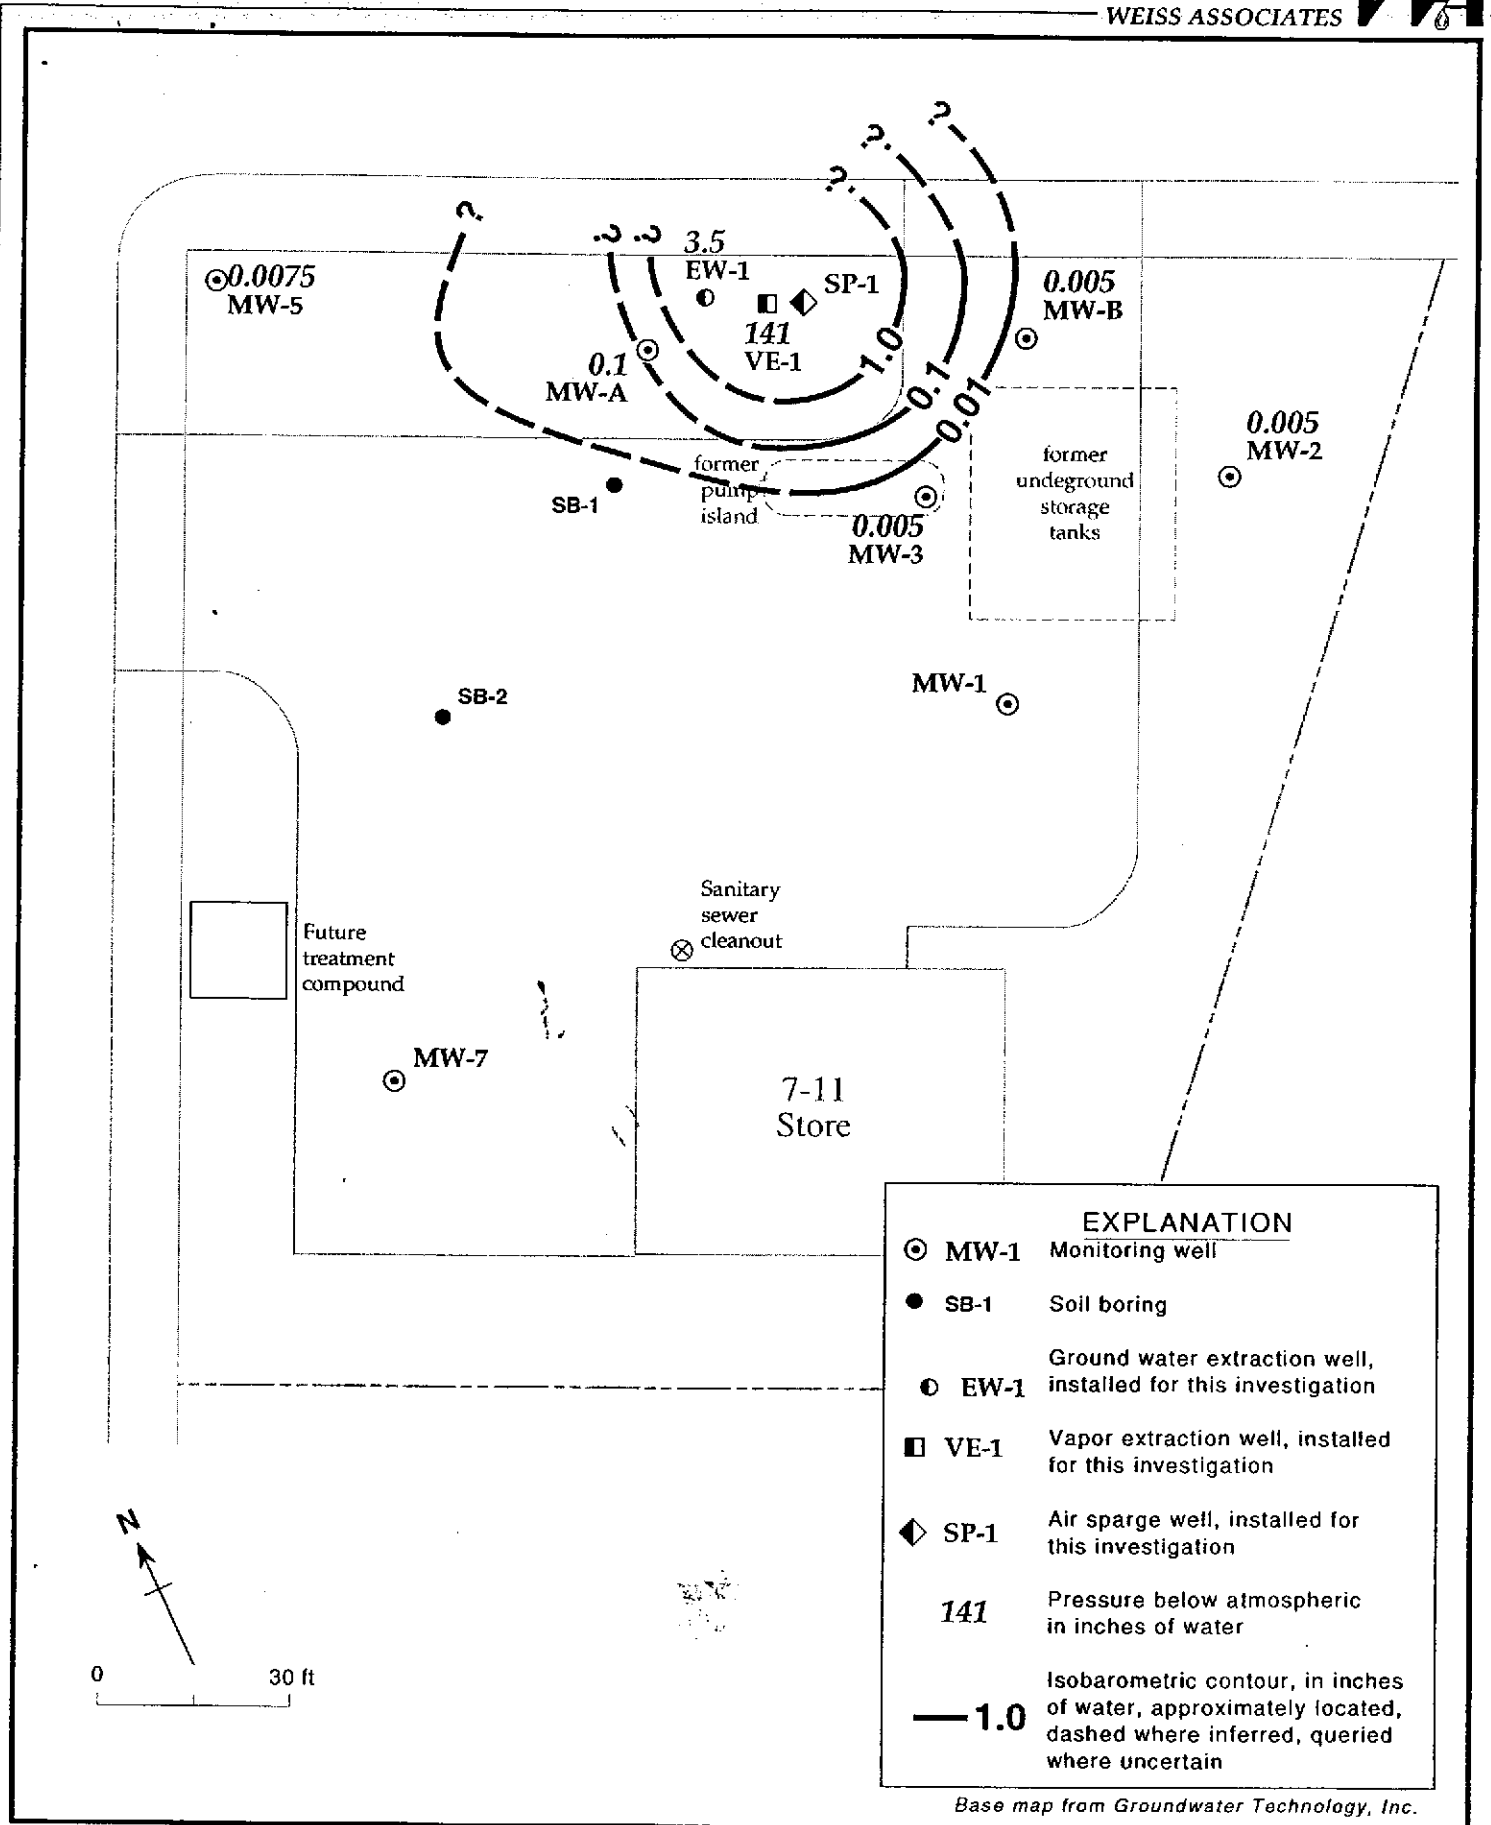 WEISS ASSOCIATES
?
?
?
?
?
?
3.5
EW-1
SP-1
0.0075
MW-5
0.005
MW-B
141
VE-1
1.0
0.1
MW-A
0.1
0.01
0.005
MW-2
former
pump
island
former
undeground
storage
tanks
SB-1
0.005
MW-3
SB-2
MW-1
Sanitary
sewer
cleanout
Future
treatment
compound
MW-7
7-11
Store
EXPLANATION
MW-1 Monitoring well
SB-1 Soil boring
Ground water extraction well,
EW-1 installed for this investigation
VE-1 Vapor extraction well, installed
for this investigation
SP-1 Air sparge well, installed for
this investigation
141 Pressure below atmospheric
in inches of water
Isobarometric contour, in inches
1.0 of water, approximately located,
dashed where inferred, queried
where uncertain
N
0 30 ft
Base map from Groundwater Technology, Inc.